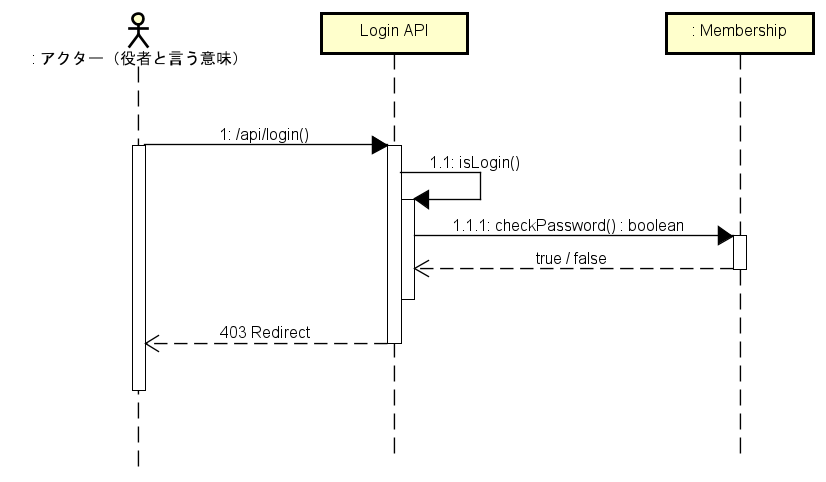 : アクター（役者と言う意味）
Login API
: Membership
1: /api/login()
1.1: isLogin()
1.1.1: checkPassword() : boolean
true / false
403 Redirect